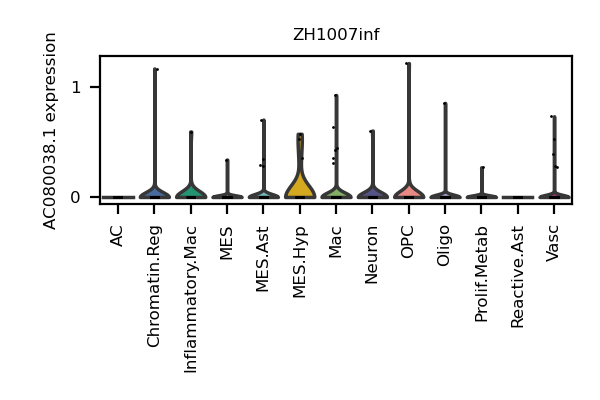 ZH1007inf
AC080038.1 expression
1
0
AC
Chromatin.Reg
Inflammatory.Mac
MES
MES.Ast
MES.Hyp
Mac
Neuron
OPC
Oligo
Prolif.Metab
Reactive.Ast
Vasc